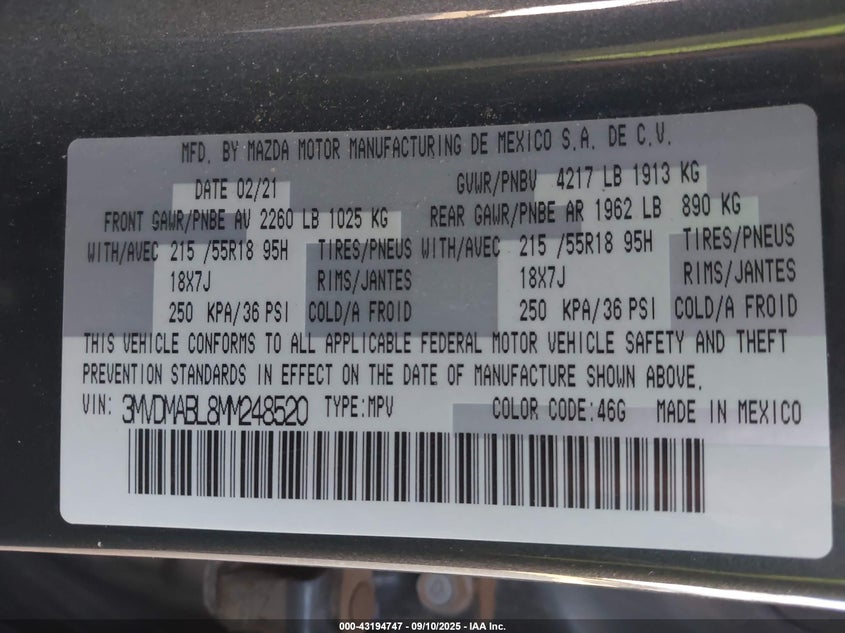 MFD. BY MAZDA MOTOR MANUFACTURING DE MEXICO S.A. DE C.V.
DATE 02/21 GVWR/PNBV 4217 LB 1913 KG
FRONT GAWR/PNBE AV 2260 LB 1025 KG REAR GAWR/PNBE AR 1962 LB 890 KG
WITH/AVEC 215 /55R18 95H TIRES/PNEUS WITH/AVEC 215 /55R18 95H TIRES/PNEUS
18X7J RIMS/JANTES 18X7J RIMS/JANTES
250 KPA/36 PSI COLD/A FROID 250 KPA/36 PSI COLD/A FROID
THIS VEHICLE CONFORMS TO ALL APPLICABLE FEDERAL MOTOR VEHICLE SAFETY AND THEFT
PREVENTION STANDARDS IN EFFECT ON THE DATE OF MANUFACTURE SHOWN ABOVE.
VIN: 3MVDMABL8MM248520 TYPE:MPV COLOR CODE:46G MADE IN MEXICO
000-43194747 - 09/10/2025 - IAA Inc.